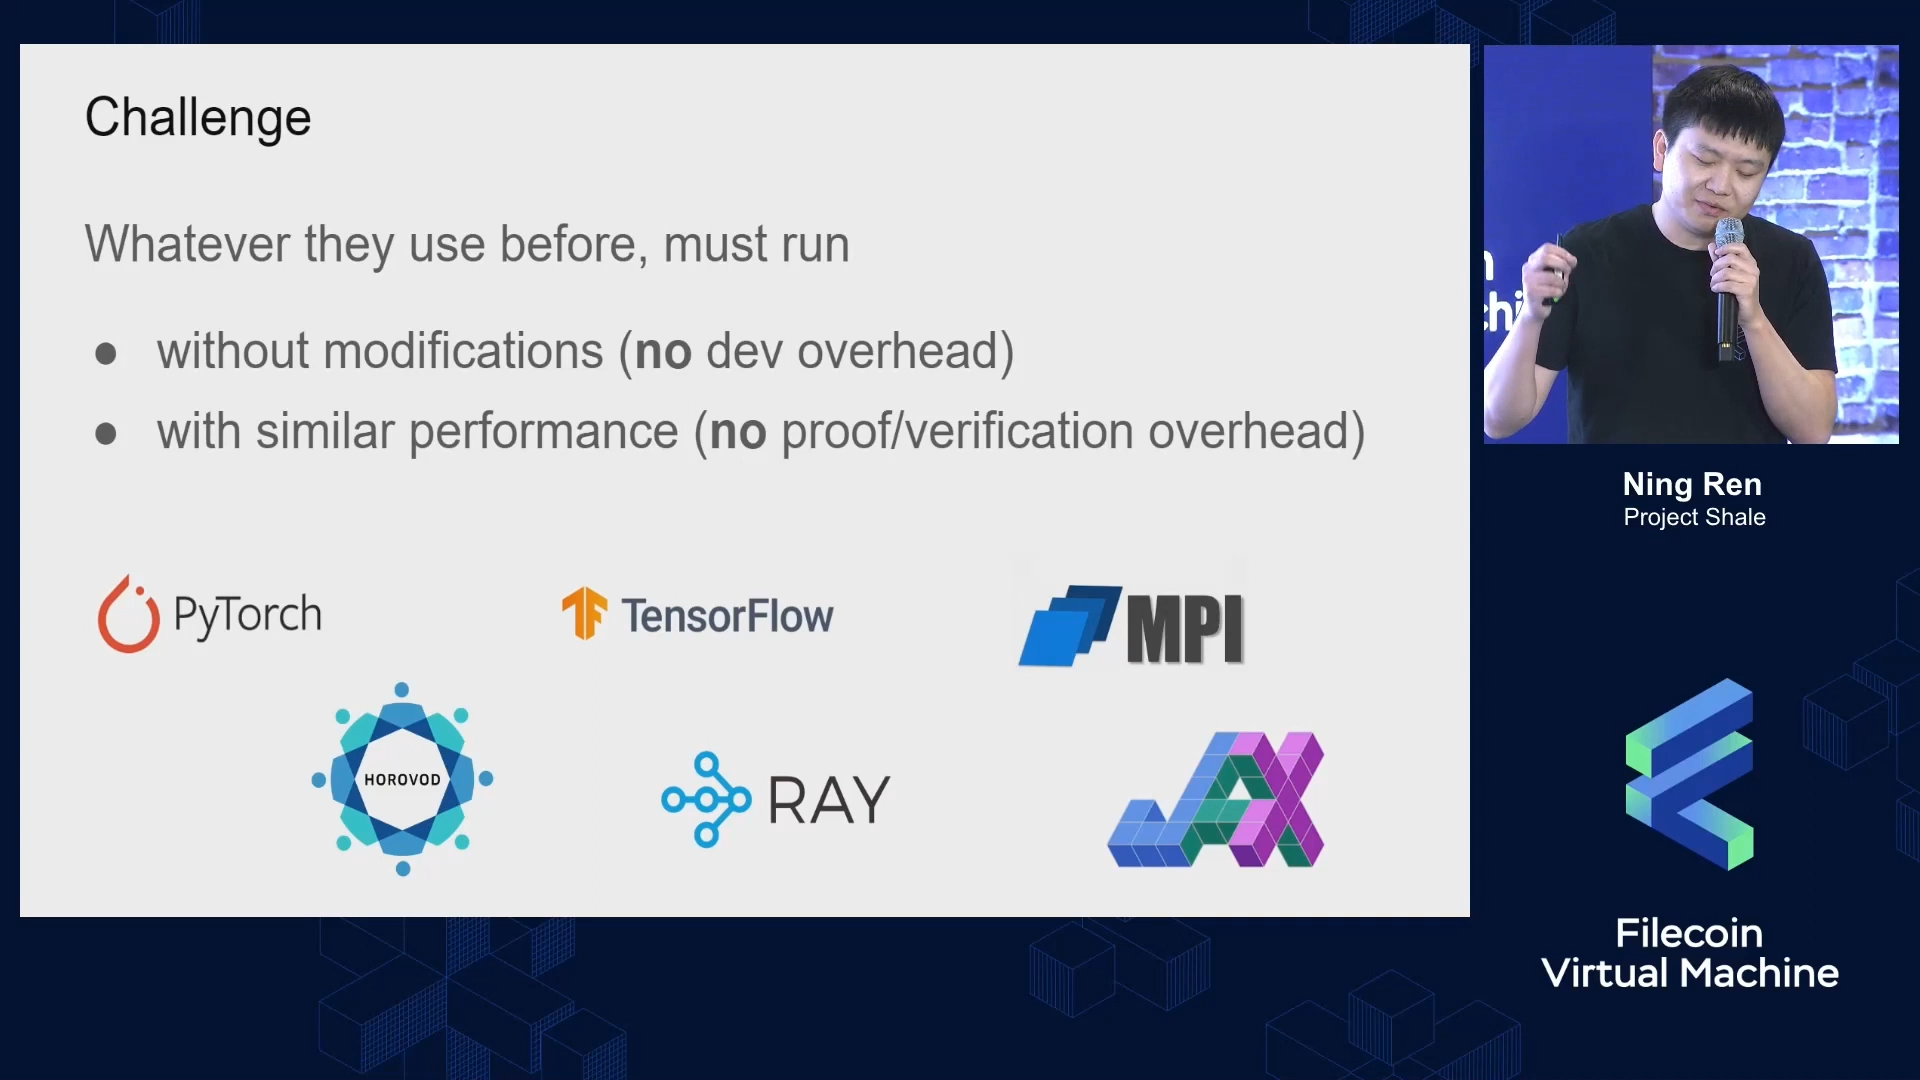 Challenge
Whatever they use before, must run
● without modifications (no dev overhead)
● with similar performance (no proof/verification overhead)
PyTorch
TensorFlow
MPI
HOROVOD
RAY
JAX
Ning Ren
Project Shale
Filecoin
Virtual Machine